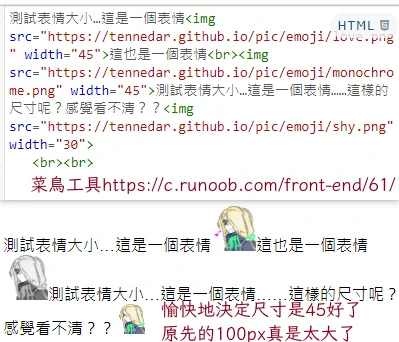 測試表情大小…這是一個表情<img
HTML
src="https://tennedar.github.io/pic/emoji/love.png
" width="45">這也是一個表情<br><img
src="https://tennedar.github.io/pic/emoji/monochro
me.png" width="45">測試表情大小…這是一個表情……這樣的
尺寸呢？感覺看不清？？<img
src="https://tennedar.github.io/pic/emoji/shy.png"
width="30">
<br><br>
菜鳥工具https://c.runoob.com/front-end/61/
測試表情大小…這是一個表情 這也是一個表情
測試表情大小…這是一個表情……這樣的尺寸呢？
感覺看不清？？
愉快地決定尺寸是45好了
原先的100px真是太大了